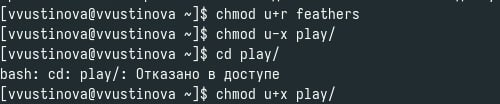 [vvustinova@vvustinova ~]$ chmod u+r feathers
[vvustinova@vvustinova ~]$ chmod u-x play/
[vvustinova@vvustinova ~]$ cd play/
bash: cd: play/: Отказано в доступе
[vvustinova@vvustinova ~]$ chmod u+x play/